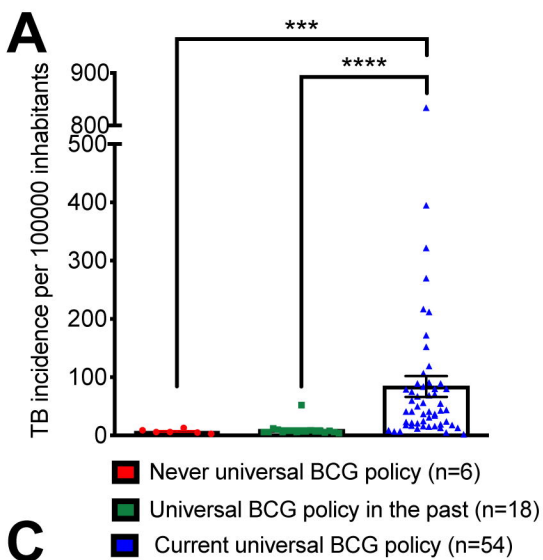 A
***
****
TB incidence per 100000 inhabitants
900
800
500
400
300
200
100
0
Never universal BCG policy (n=6)
Universal BCG policy in the past (n=18)
Current universal BCG policy (n=54)
C